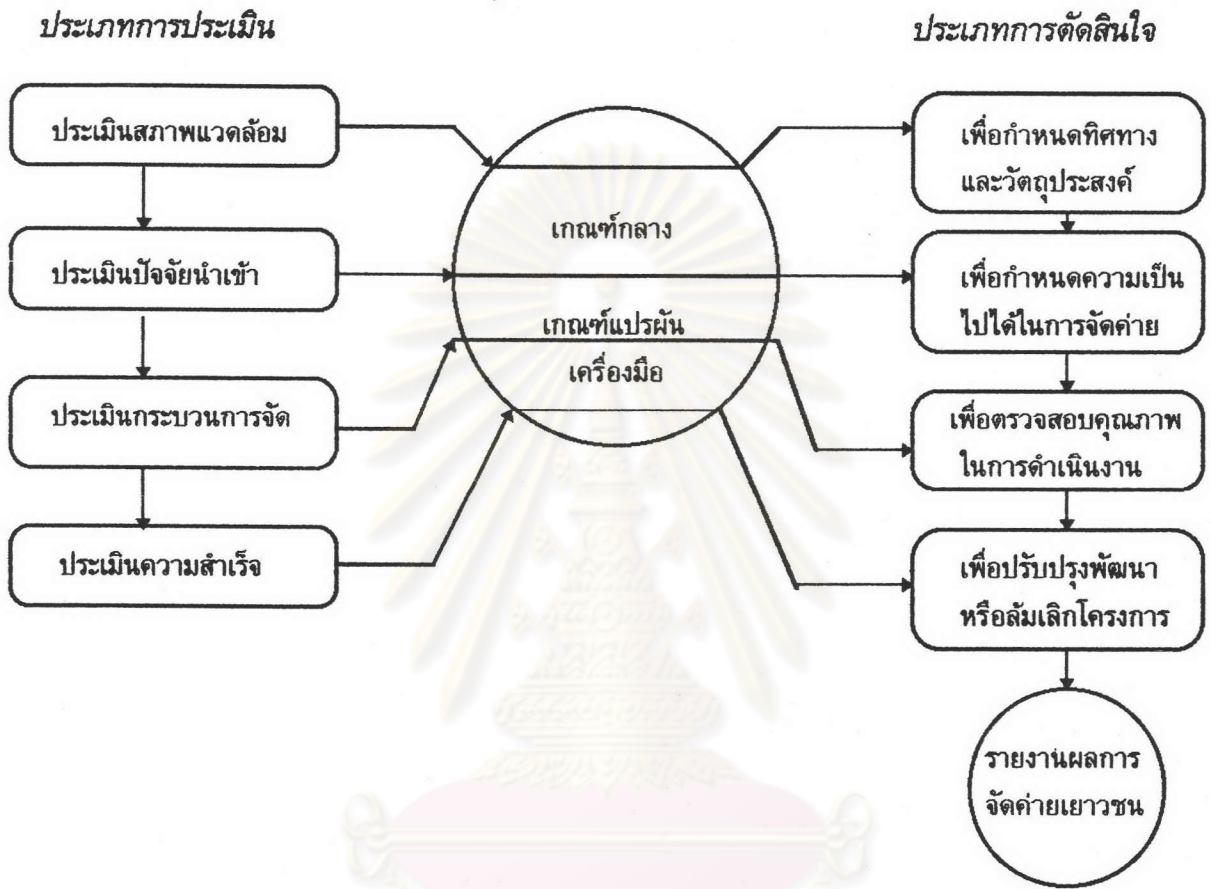 ประเภทการประเมิน
ประเภทการตัดสินใจ
ประเมินสภาพแวดล้อม
ประเมินปัจจัยนำเข้า
ประเมินกระบวนการจัด
ประเมินความสำเร็จ
เกณฑ์กลาง
เกณฑ์แปรผัน
เครื่องมือ
เพื่อกำหนดทิศทาง
และวัตถุประสงค์
เพื่อกำหนดความเป็น
ไปได้ในการจัดค่าย
เพื่อตรวจสอบคุณภาพ
ในการดำเนินงาน
เพื่อปรับปรุงพัฒนา
หรือล้มเลิกโครงการ
รายงานผลการ
จัดค่ายเยาวชน